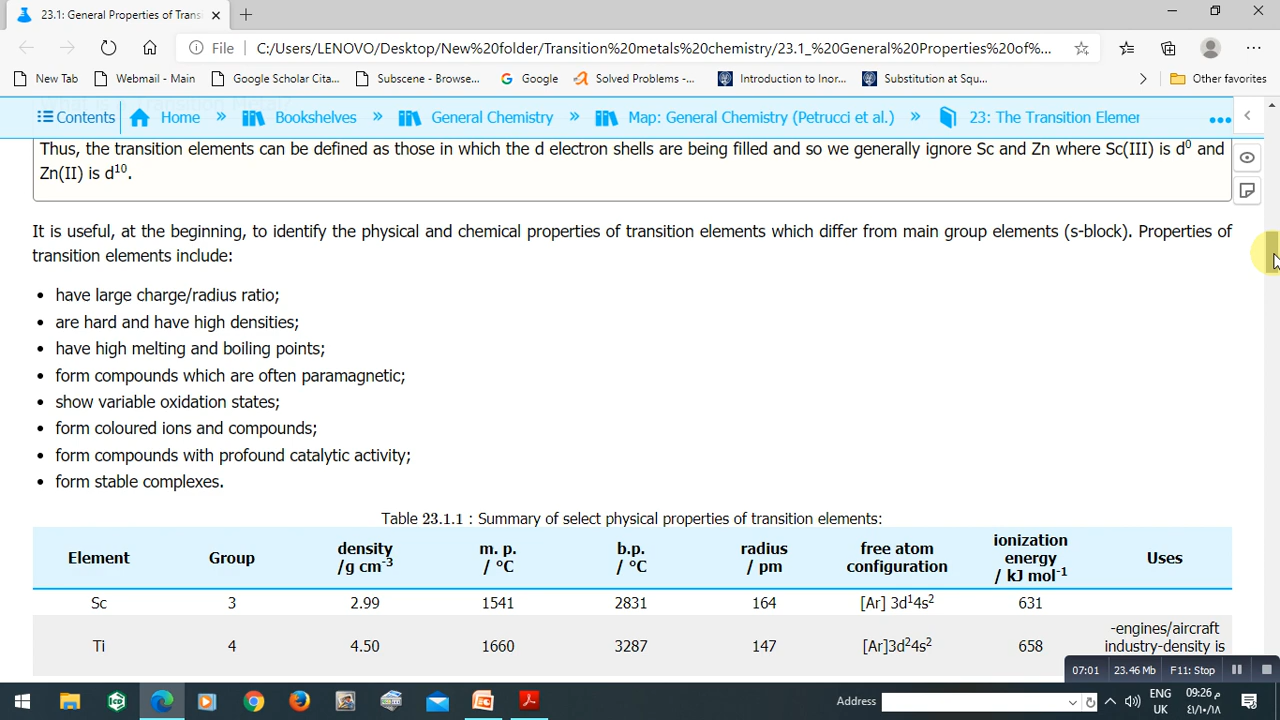 23.1: General Properties of Trans
File
C:/Users/LENOVO/Desktop/New%20folder/Transition%20metals%20chemistry/23.1_%20General%20Properties%20of%...
New Tab
Webmail - Main
Google Scholar Cita...
Subscene - Browse...
Google
Solved Problems -...
Introduction to Inor...
Substitution at Squ...
Other favorites
Contents
Home » Bookshelves » General Chemistry » Map: General Chemistry (Petrucci et al.) » 23: The Transition Elemer
Thus, the transition elements can be defined as those in which the d electron shells are being filled and so we generally ignore Sc and Zn where Sc(III) is d⁰ and
Zn(II) is d¹⁰.
It is useful, at the beginning, to identify the physical and chemical properties of transition elements which differ from main group elements (s-block). Properties of
transition elements include:
• have large charge/radius ratio;
• are hard and have high densities;
• have high melting and boiling points;
• form compounds which are often paramagnetic;
• show variable oxidation states;
• form coloured ions and compounds;
• form compounds with profound catalytic activity;
• form stable complexes.
Table 23.1.1 : Summary of select physical properties of transition elements:
Element Group density /g cm⁻³ m. p. / °C b.p. / °C radius / pm free atom configuration ionization energy / kJ mol⁻¹ Uses
Sc 3 2.99 1541 2831 164 [Ar] 3d¹4s² 631
Ti 4 4.50 1660 3287 147 [Ar]3d²4s² 658 -engines/aircraft
industry-density is
07:01 23.46 Mb F11: Stop
Address
ENG
UK
09:26 م
٤١/١٠/١٨